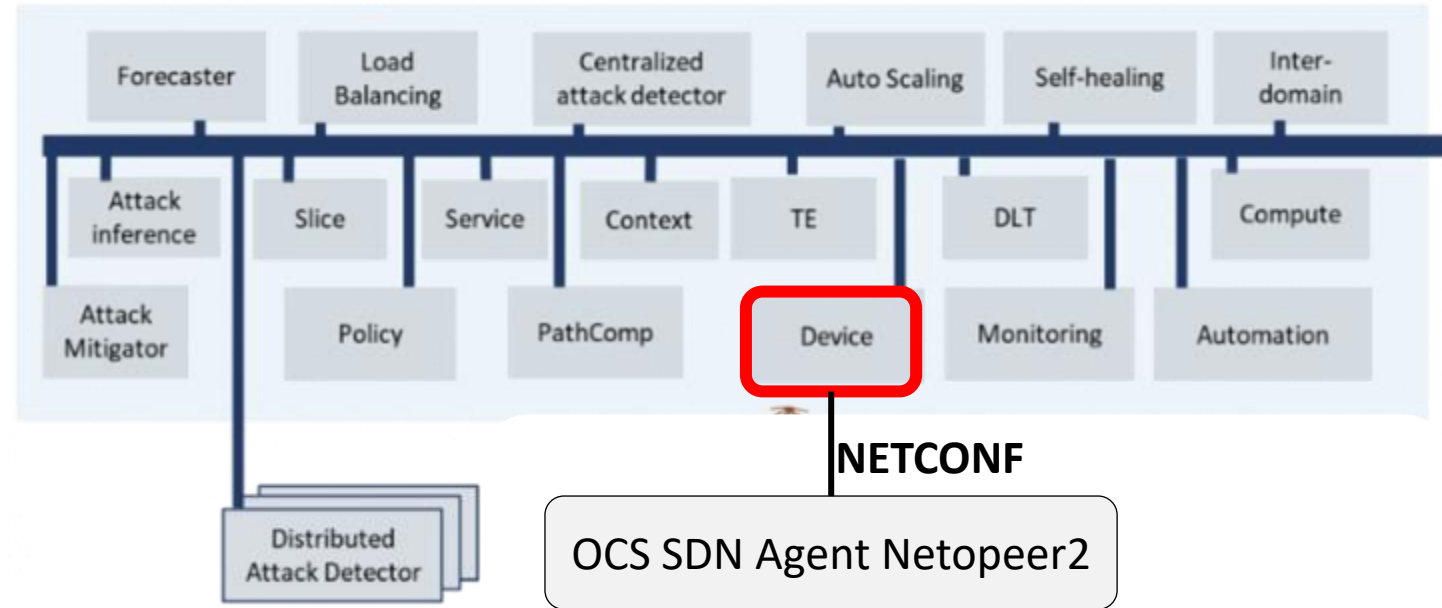 Forecaster
Load
Balancing
Centralized
attack detector
Auto Scaling
Self-healing
Inter-
domain
Attack
inference
Slice
Service
Context
TE
DLT
Compute
Attack
Mitigator
Policy
PathComp
Device
Monitoring
Automation
NETCONF
Distributed
Attack Detector
OCS SDN Agent Netopeer2